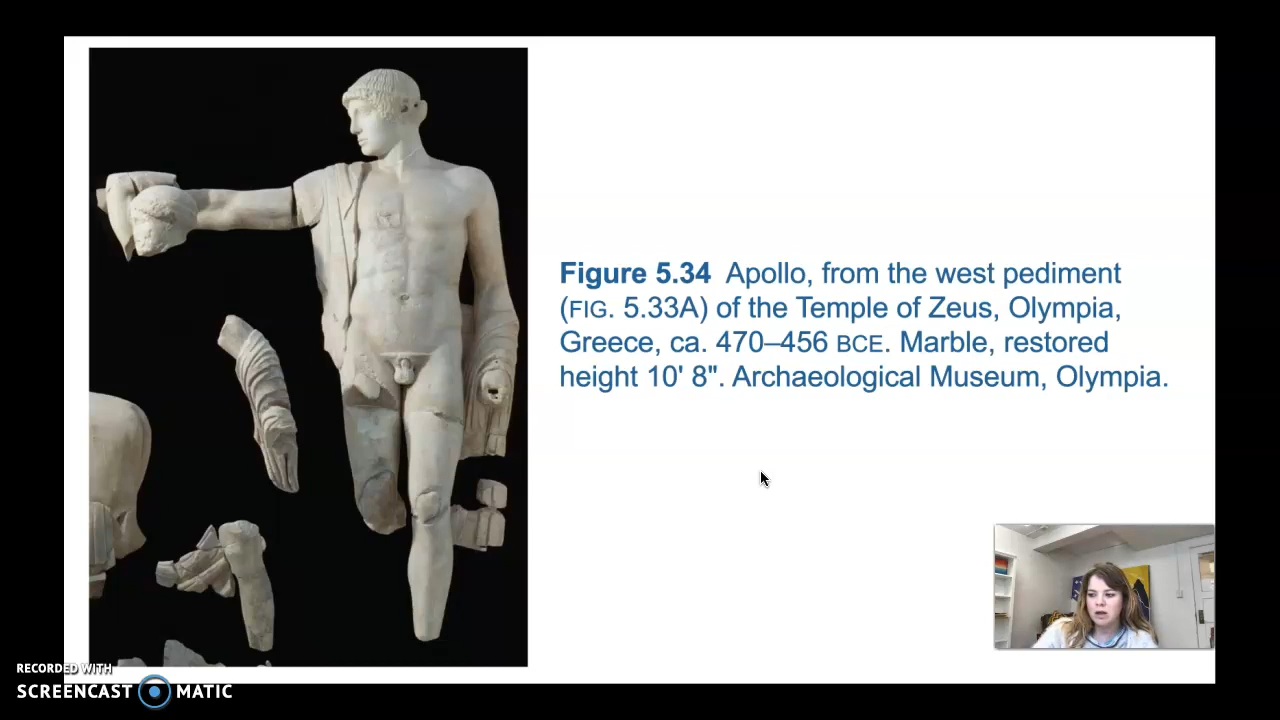 Figure 5.34 Apollo, from the west pediment
(FIG. 5.33A) of the Temple of Zeus, Olympia,
Greece, ca. 470–456 BCE. Marble, restored
height 10' 8". Archaeological Museum, Olympia.
RECORDED WITH
SCREENCAST MATIC